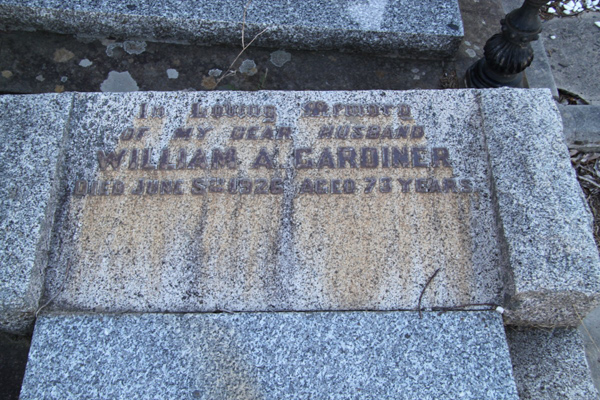 In Loving Memory
OF MY DEAR HUSBAND
WILLIAM A. GARDINER
DIED JUNE 5TH 1926 AGED 73 YEARS.